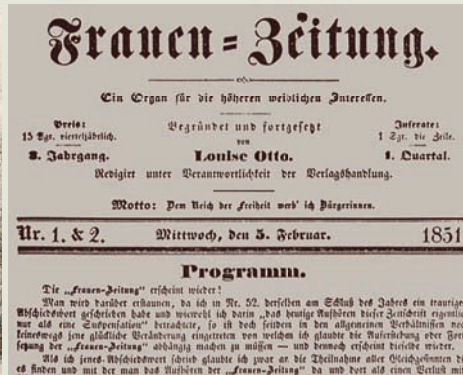 Frauen-Zeitung.
Ein Organ für die höheren weiblichen Interessen.
Preis:
15 Ngr. vierteljährlich.
Begründet und fortgesetzt
von
Inserate:
1 Sgr. die Zeile.
3. Jahrgang.
Louise Otto.
1. Quartal.
Redigirt unter Verantwortlichkeit der Verlagshandlung.
Motto: Dem Reich der Freiheit werb' ich Bürgerinnen.
Nr. 1. & 2.
Mittwoch, den 5. Februar.
1851
Programm.
Die „Frauen-Zeitung" erscheint wieder!
Man wird darüber erstaunen, da ich in Nr. 52. derselben am Schluß des Jahres ein trauriges
Abschiedswort geschrieben habe und wiewohl ich darin „das heutige Aufhören dieser Zeitschrift eigentlich
nur als eine Suspension" betrachtete, so ist doch seitdem in den allgemeinen Verhältnissen noch
keineswegs jene glückliche Veränderung eingetreten von welchen ich glaubte die Auferstehung oder Fort-
setzung der „Frauen-Zeitung" abhängig machen zu müssen — und dennoch erscheint dieselbe wieder.
Als ich jenes Abschiedswort schrieb glaubte ich zwar an die Theilnahme aller Gleichgesinnten
es finden und mit der man das Aufhören der „Frauen-Zeitung" da und dort als einen Verlust